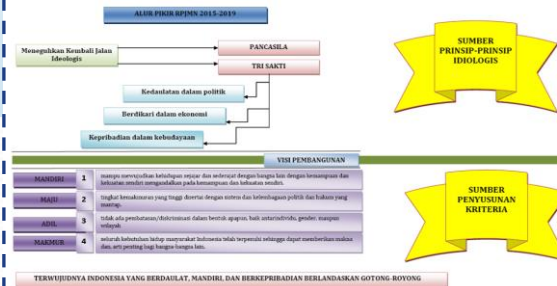 ALUR PIKIR RPJMN 2015-2019
Meneguhkan Kembali Jalan
Ideologis
PANCASILA
TRI SAKTI
Kedaulatan dalam politik
Berdikari dalam ekonomi
Kepribadian dalam kebudayaan
SUMBER
PRINSIP-PRINSIP
IDIOLOGIS
VISI PEMBANGUNAN
MANDIRI 1 mampu mewujudkan kehidupan sejajar dan sederajat dengan bangsa lain dengan kemampuan dan
kekuatan sendiri mengandalkan pada kemampuan dan kekuatan sendiri.
MAJU 2 tingkat kemakmuran yang tinggi disertai dengan sistem dan kelembagaan politik dan hukum yang
mantap.
ADIL 3 tidak ada pembatasan/diskriminasi dalam bentuk apapun, baik antarindividu, gender, maupun
wilayah.
MAKMUR 4 seluruh kebutuhan hidup masyarakat Indonesia telah terpenuhi sehingga dapat memberikan makna
dan arti penting bagi bangsa-bangsa lain.
SUMBER
PENYUSUNAN
KRITERIA
TERWUJUDNYA INDONESIA YANG BERDAULAT, MANDIRI, DAN BERKEPRIBADIAN BERLANDASKAN GOTONG-ROYONG